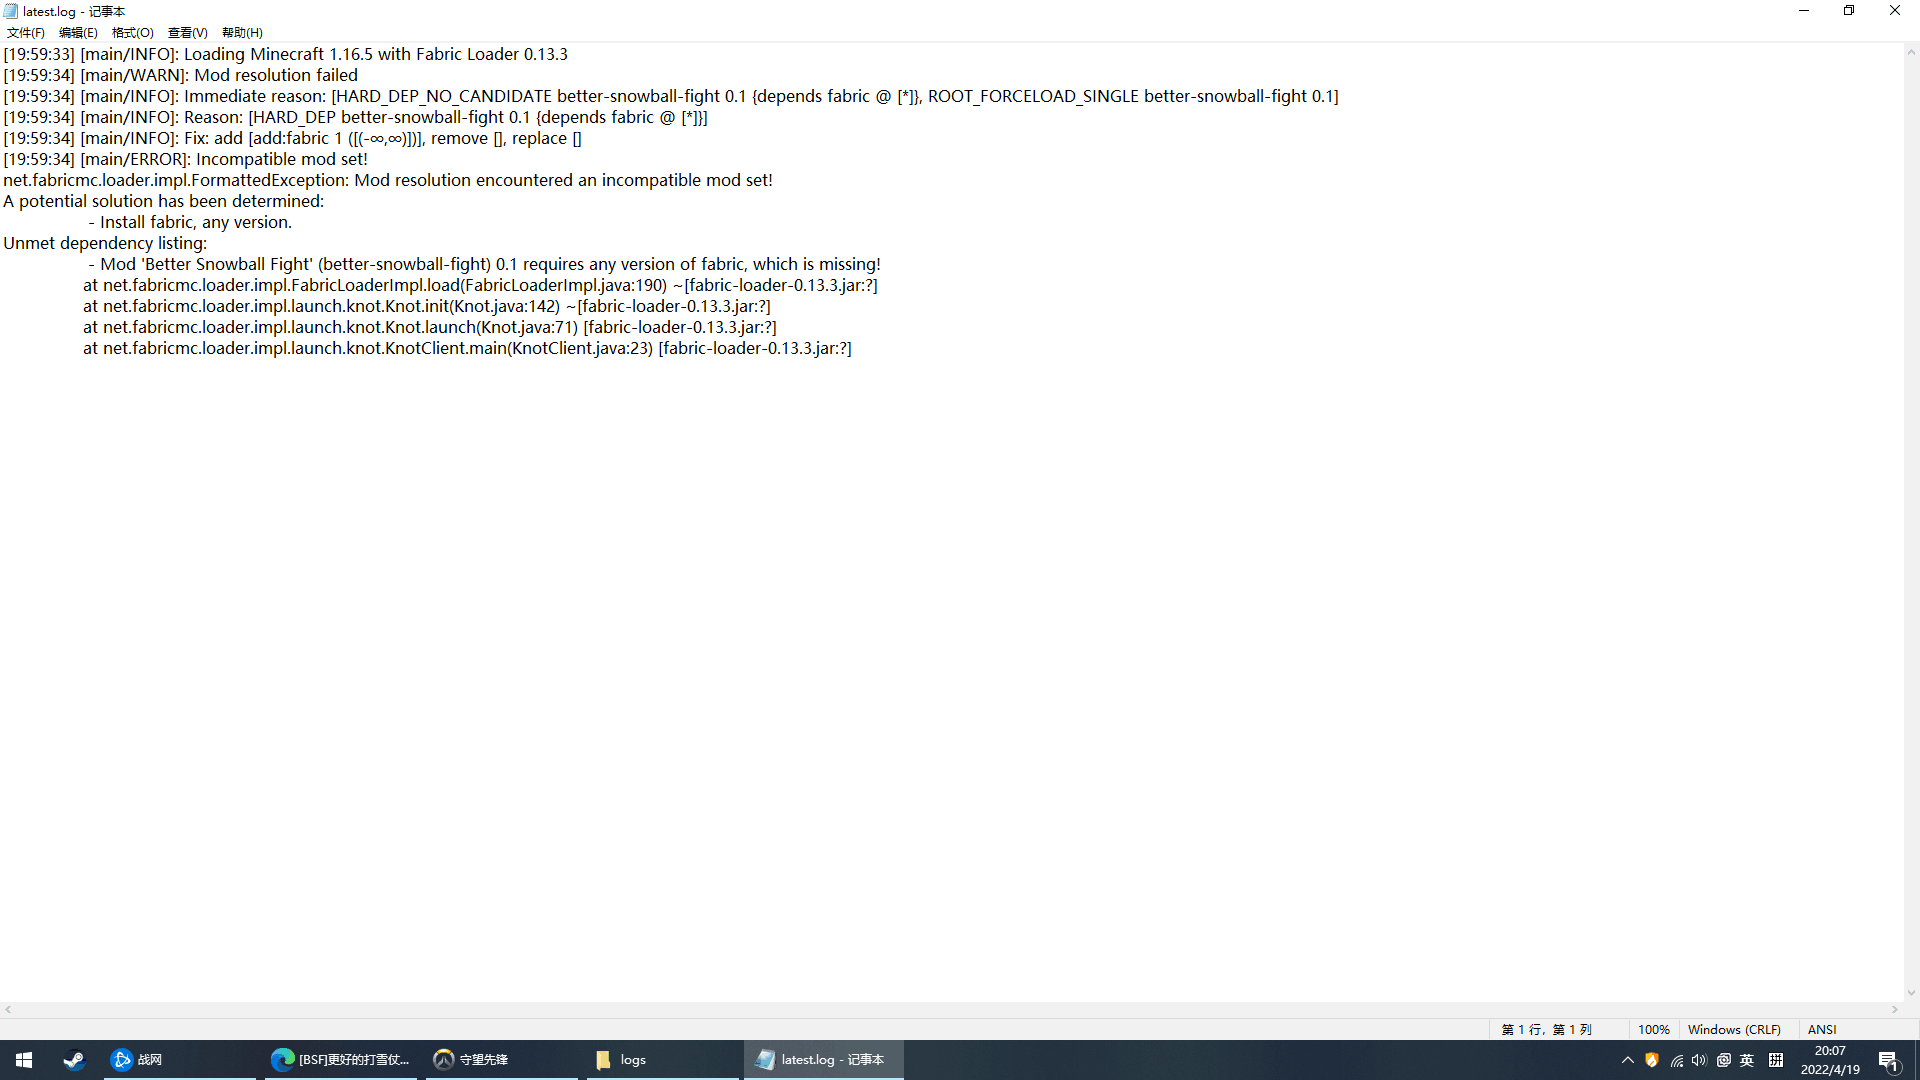 latest.log - 记事本
文件(F) 编辑(E) 格式(O) 查看(V) 帮助(H)
[19:59:33] [main/INFO]: Loading Minecraft 1.16.5 with Fabric Loader 0.13.3
[19:59:34] [main/WARN]: Mod resolution failed
[19:59:34] [main/INFO]: Immediate reason: [HARD_DEP_NO_CANDIDATE better-snowball-fight 0.1 {depends fabric @ [*]}, ROOT_FORCELOAD_SINGLE better-snowball-fight 0.1]
[19:59:34] [main/INFO]: Reason: [HARD_DEP better-snowball-fight 0.1 {depends fabric @ [*]}]
[19:59:34] [main/INFO]: Fix: add [add:fabric 1 ([(-∞,∞)])], remove [], replace []
[19:59:34] [main/ERROR]: Incompatible mod set!
net.fabricmc.loader.impl.FormattedException: Mod resolution encountered an incompatible mod set!
A potential solution has been determined:
- Install fabric, any version.
Unmet dependency listing:
- Mod 'Better Snowball Fight' (better-snowball-fight) 0.1 requires any version of fabric, which is missing!
at net.fabricmc.loader.impl.FabricLoaderImpl.load(FabricLoaderImpl.java:190) ~[fabric-loader-0.13.3.jar:?]
at net.fabricmc.loader.impl.launch.knot.Knot.init(Knot.java:142) ~[fabric-loader-0.13.3.jar:?]
at net.fabricmc.loader.impl.launch.knot.Knot.launch(Knot.java:71) [fabric-loader-0.13.3.jar:?]
at net.fabricmc.loader.impl.launch.knot.KnotClient.main(KnotClient.java:23) [fabric-loader-0.13.3.jar:?]
第 1 行，第 1 列 100% Windows (CRLF) ANSI
战网 [BSF]更好的打雪仗... 守望先锋 logs latest.log - 记事本 英 拼 20:07 1
2022/4/19